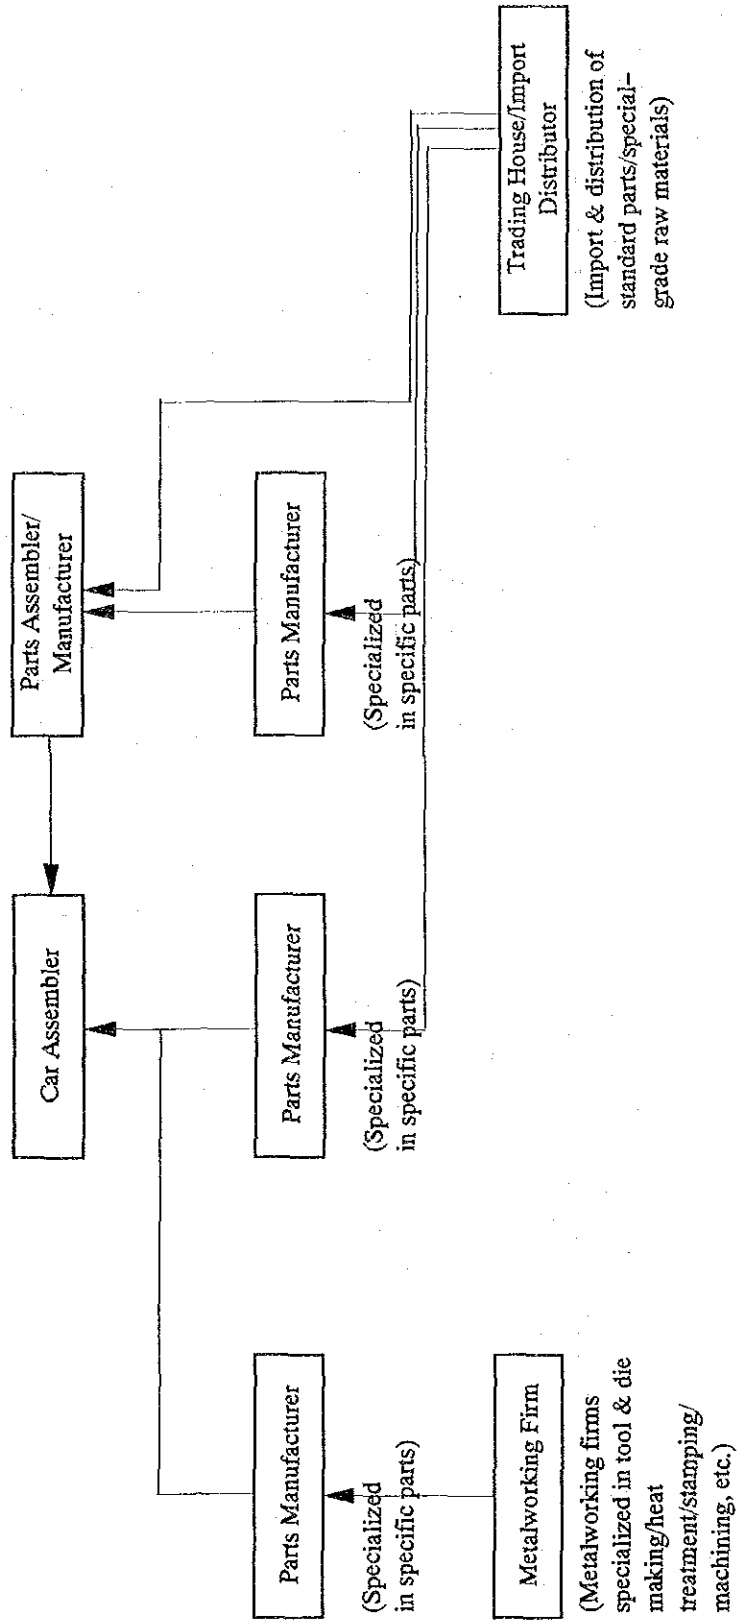 Car Assembler
Parts Assembler/
Manufacturer
Parts Manufacturer
(Specialized
in specific parts)
Parts Manufacturer
(Specialized
in specific parts)
Parts Manufacturer
(Specialized
in specific parts)
Metalworking Firm
(Metalworking firms
specialized in tool & die
making/heat
treatment/stamping/
machining, etc.)
Trading House/Import
Distributor
(Import & distribution of
standard parts/special-
grade raw materials)